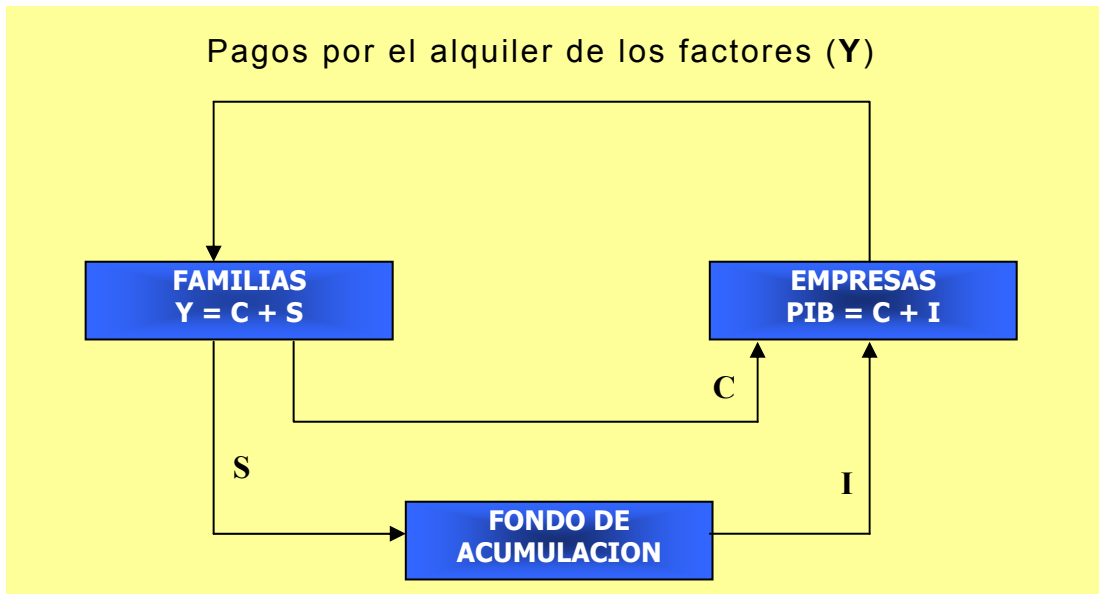 Pagos por el alquiler de los factores (Y)
FAMILIAS
Y = C + S
EMPRESAS
PIB = C + I
C
S
I
FONDO DE
ACUMULACION